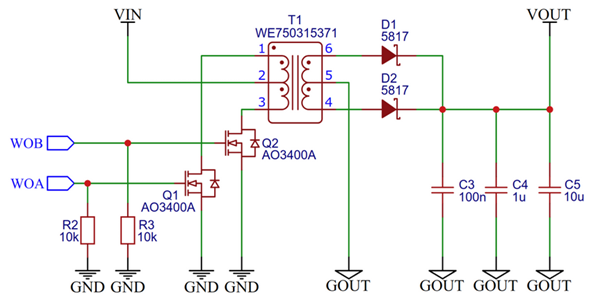 VIN
T1
WE750315371
D1
5817
VOUT
1
6
2
5
D2
5817
3
4
WOB
Q2
AO3400A
WOA
Q1
AO3400A
C3
100n
C4
1u
C5
10u
R2
10k
R3
10k
GND
GND
GND
GND
GOUT
GOUT
GOUT
GOUT